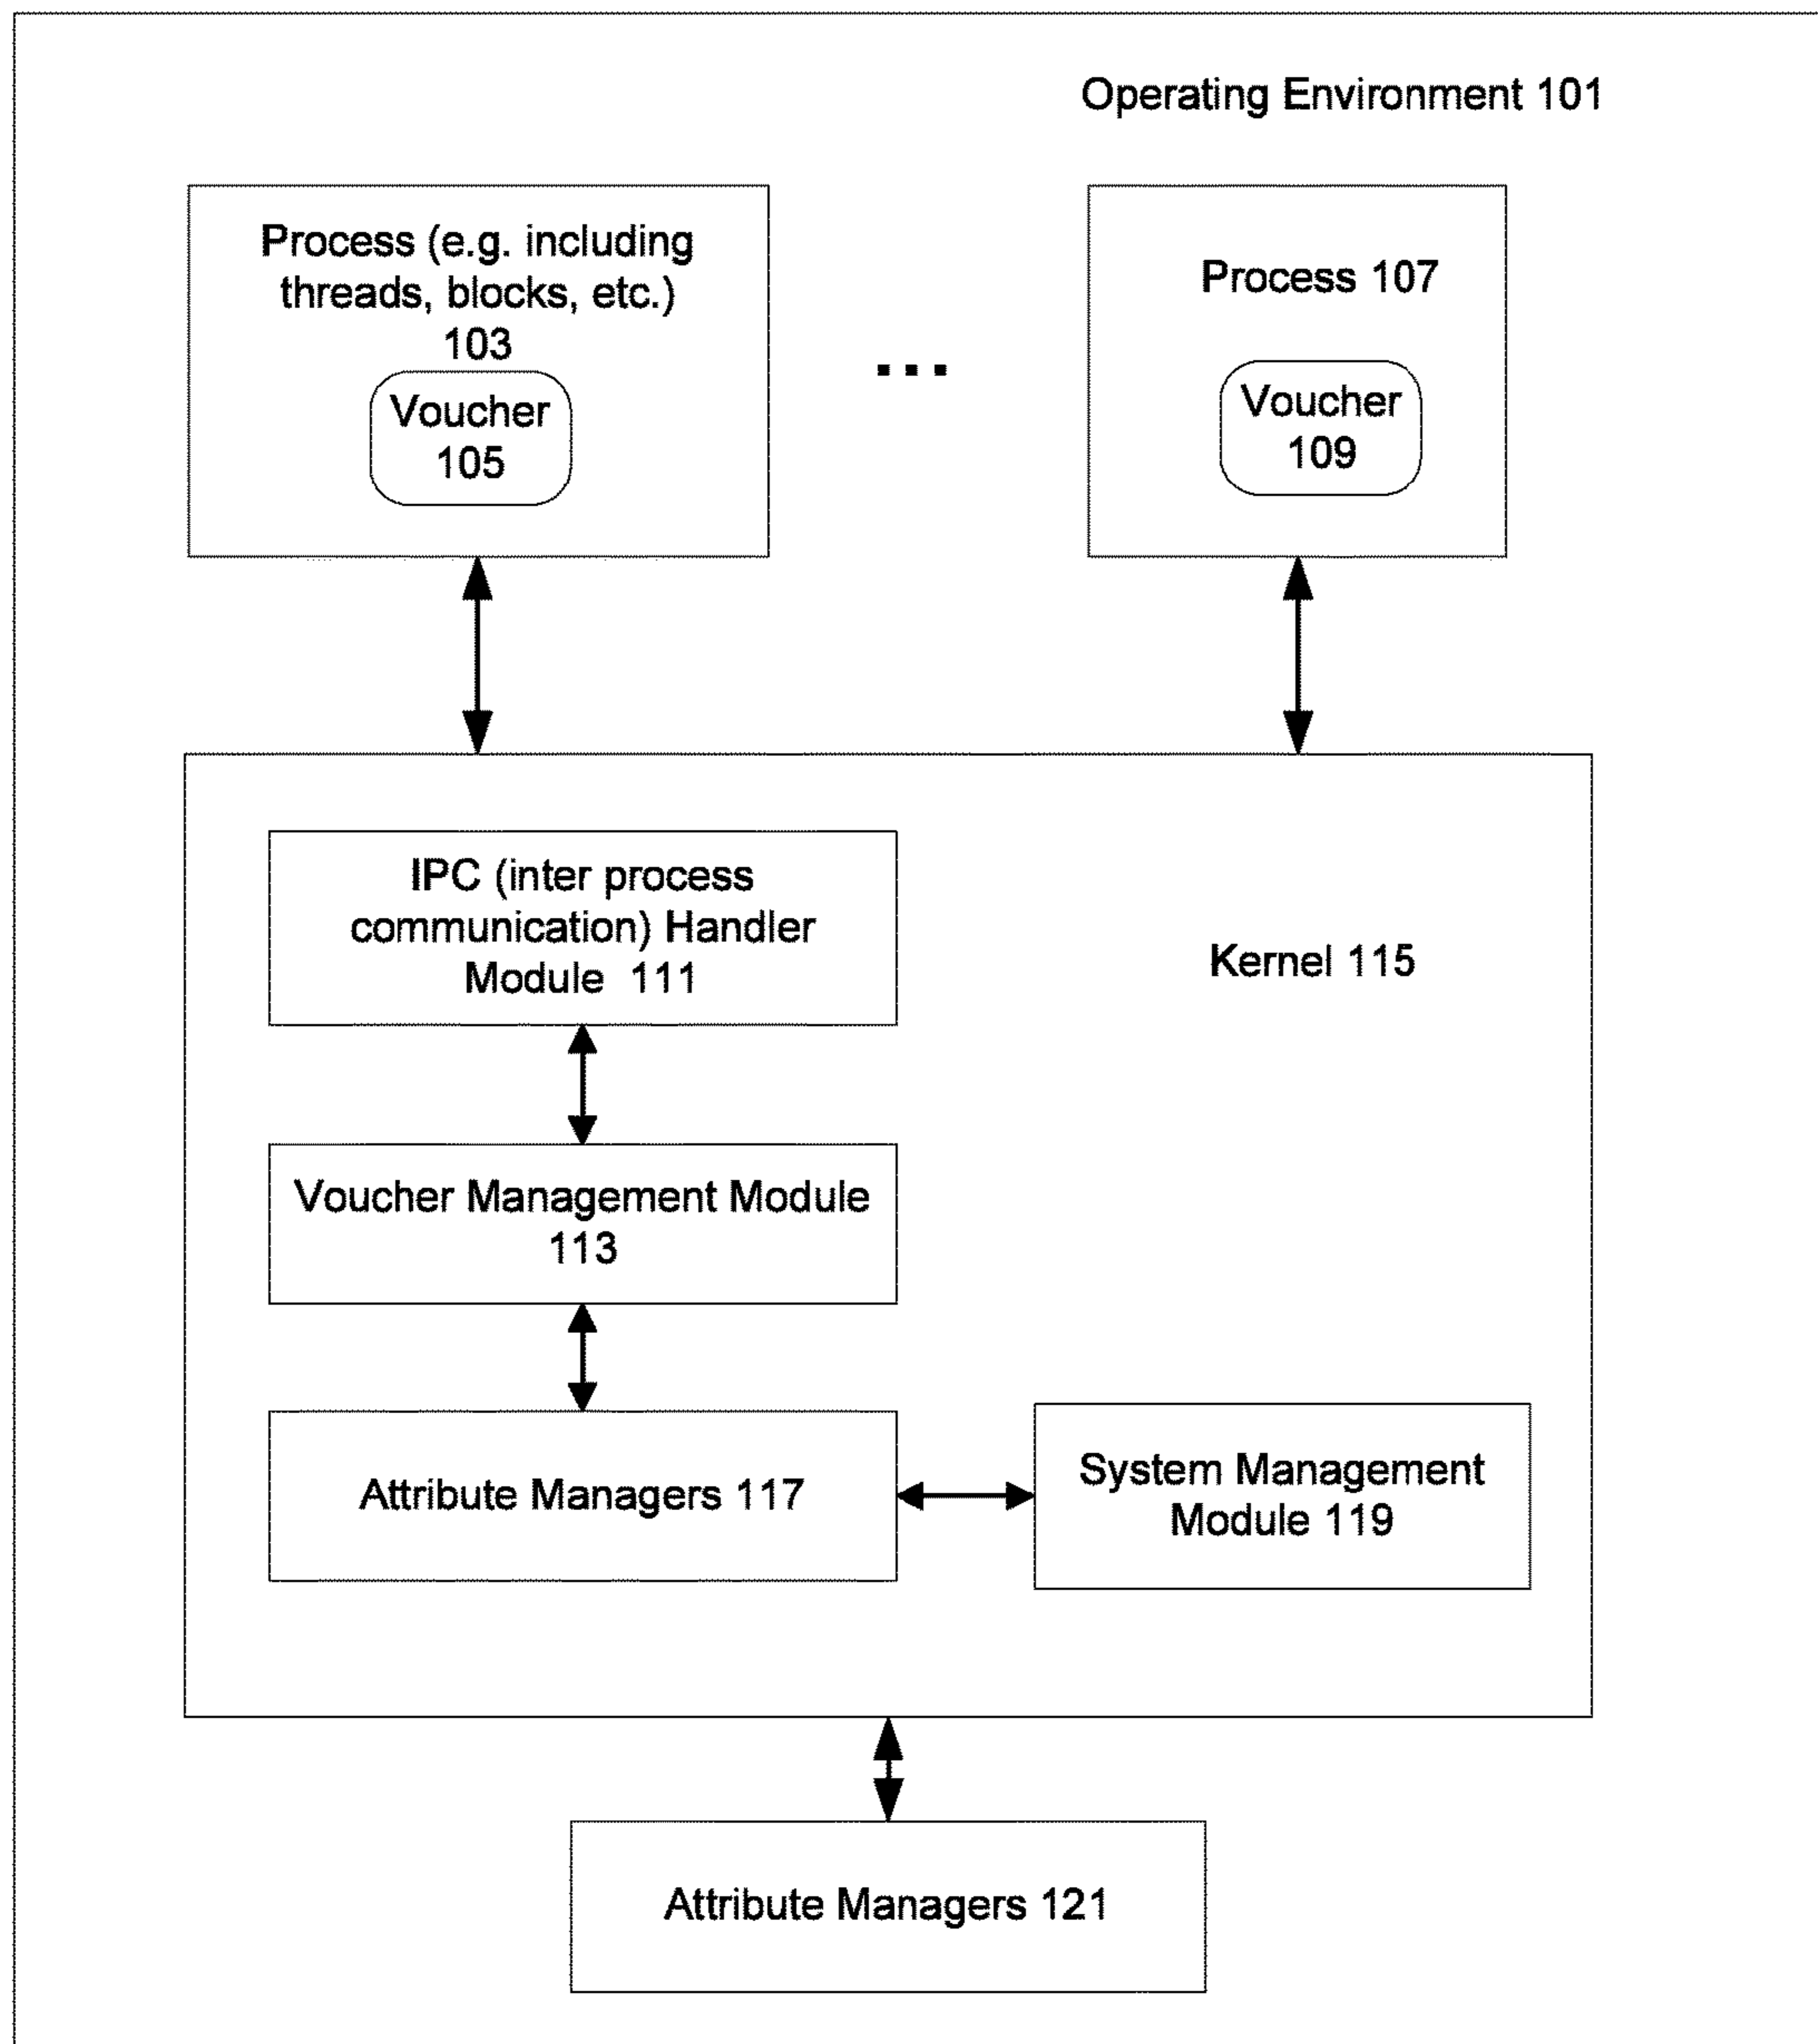 Operating Environment 101
Process (e.g. including
threads, blocks, etc.)
103
Voucher
105
...
Process 107
Voucher
109
IPC (inter process
communication) Handler
Module 111
Kernel 115
Voucher Management Module
113
Attribute Managers 117
System Management
Module 119
Attribute Managers 121